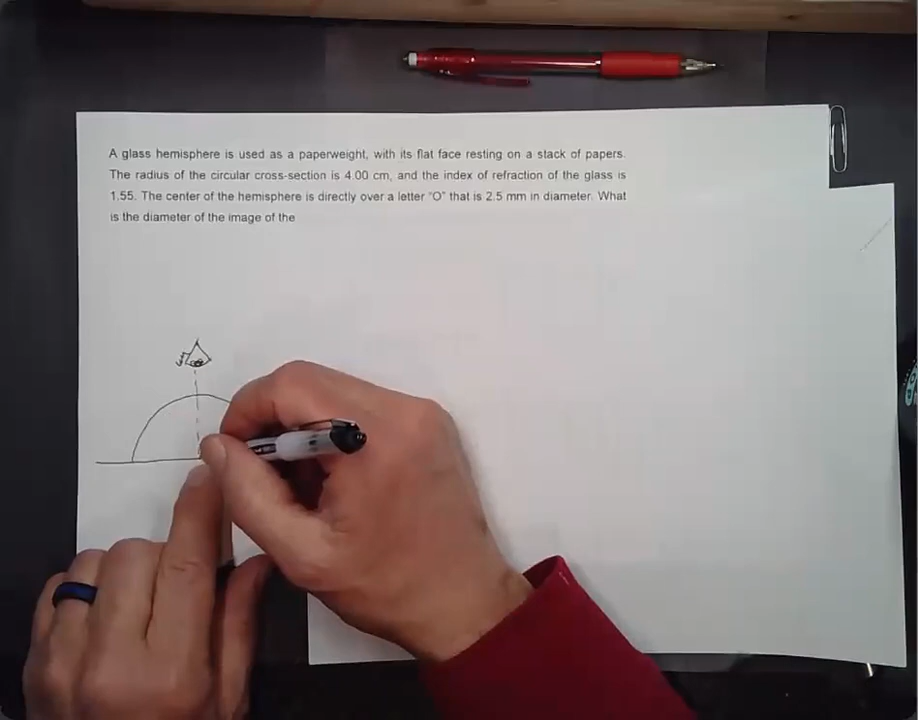 A glass hemisphere is used as a paperweight, with its flat face resting on a stack of papers.
The radius of the circular cross-section is 4.00 cm, and the index of refraction of the glass is
1.55. The center of the hemisphere is directly over a letter "O" that is 2.5 mm in diameter. What
is the diameter of the image of the